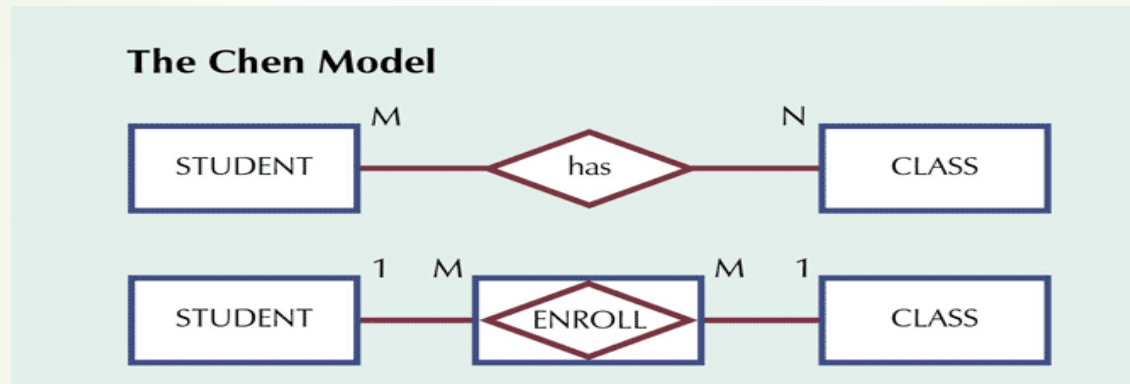 The Chen Model
M N
STUDENT has CLASS
1 M M 1
STUDENT ENROLL CLASS